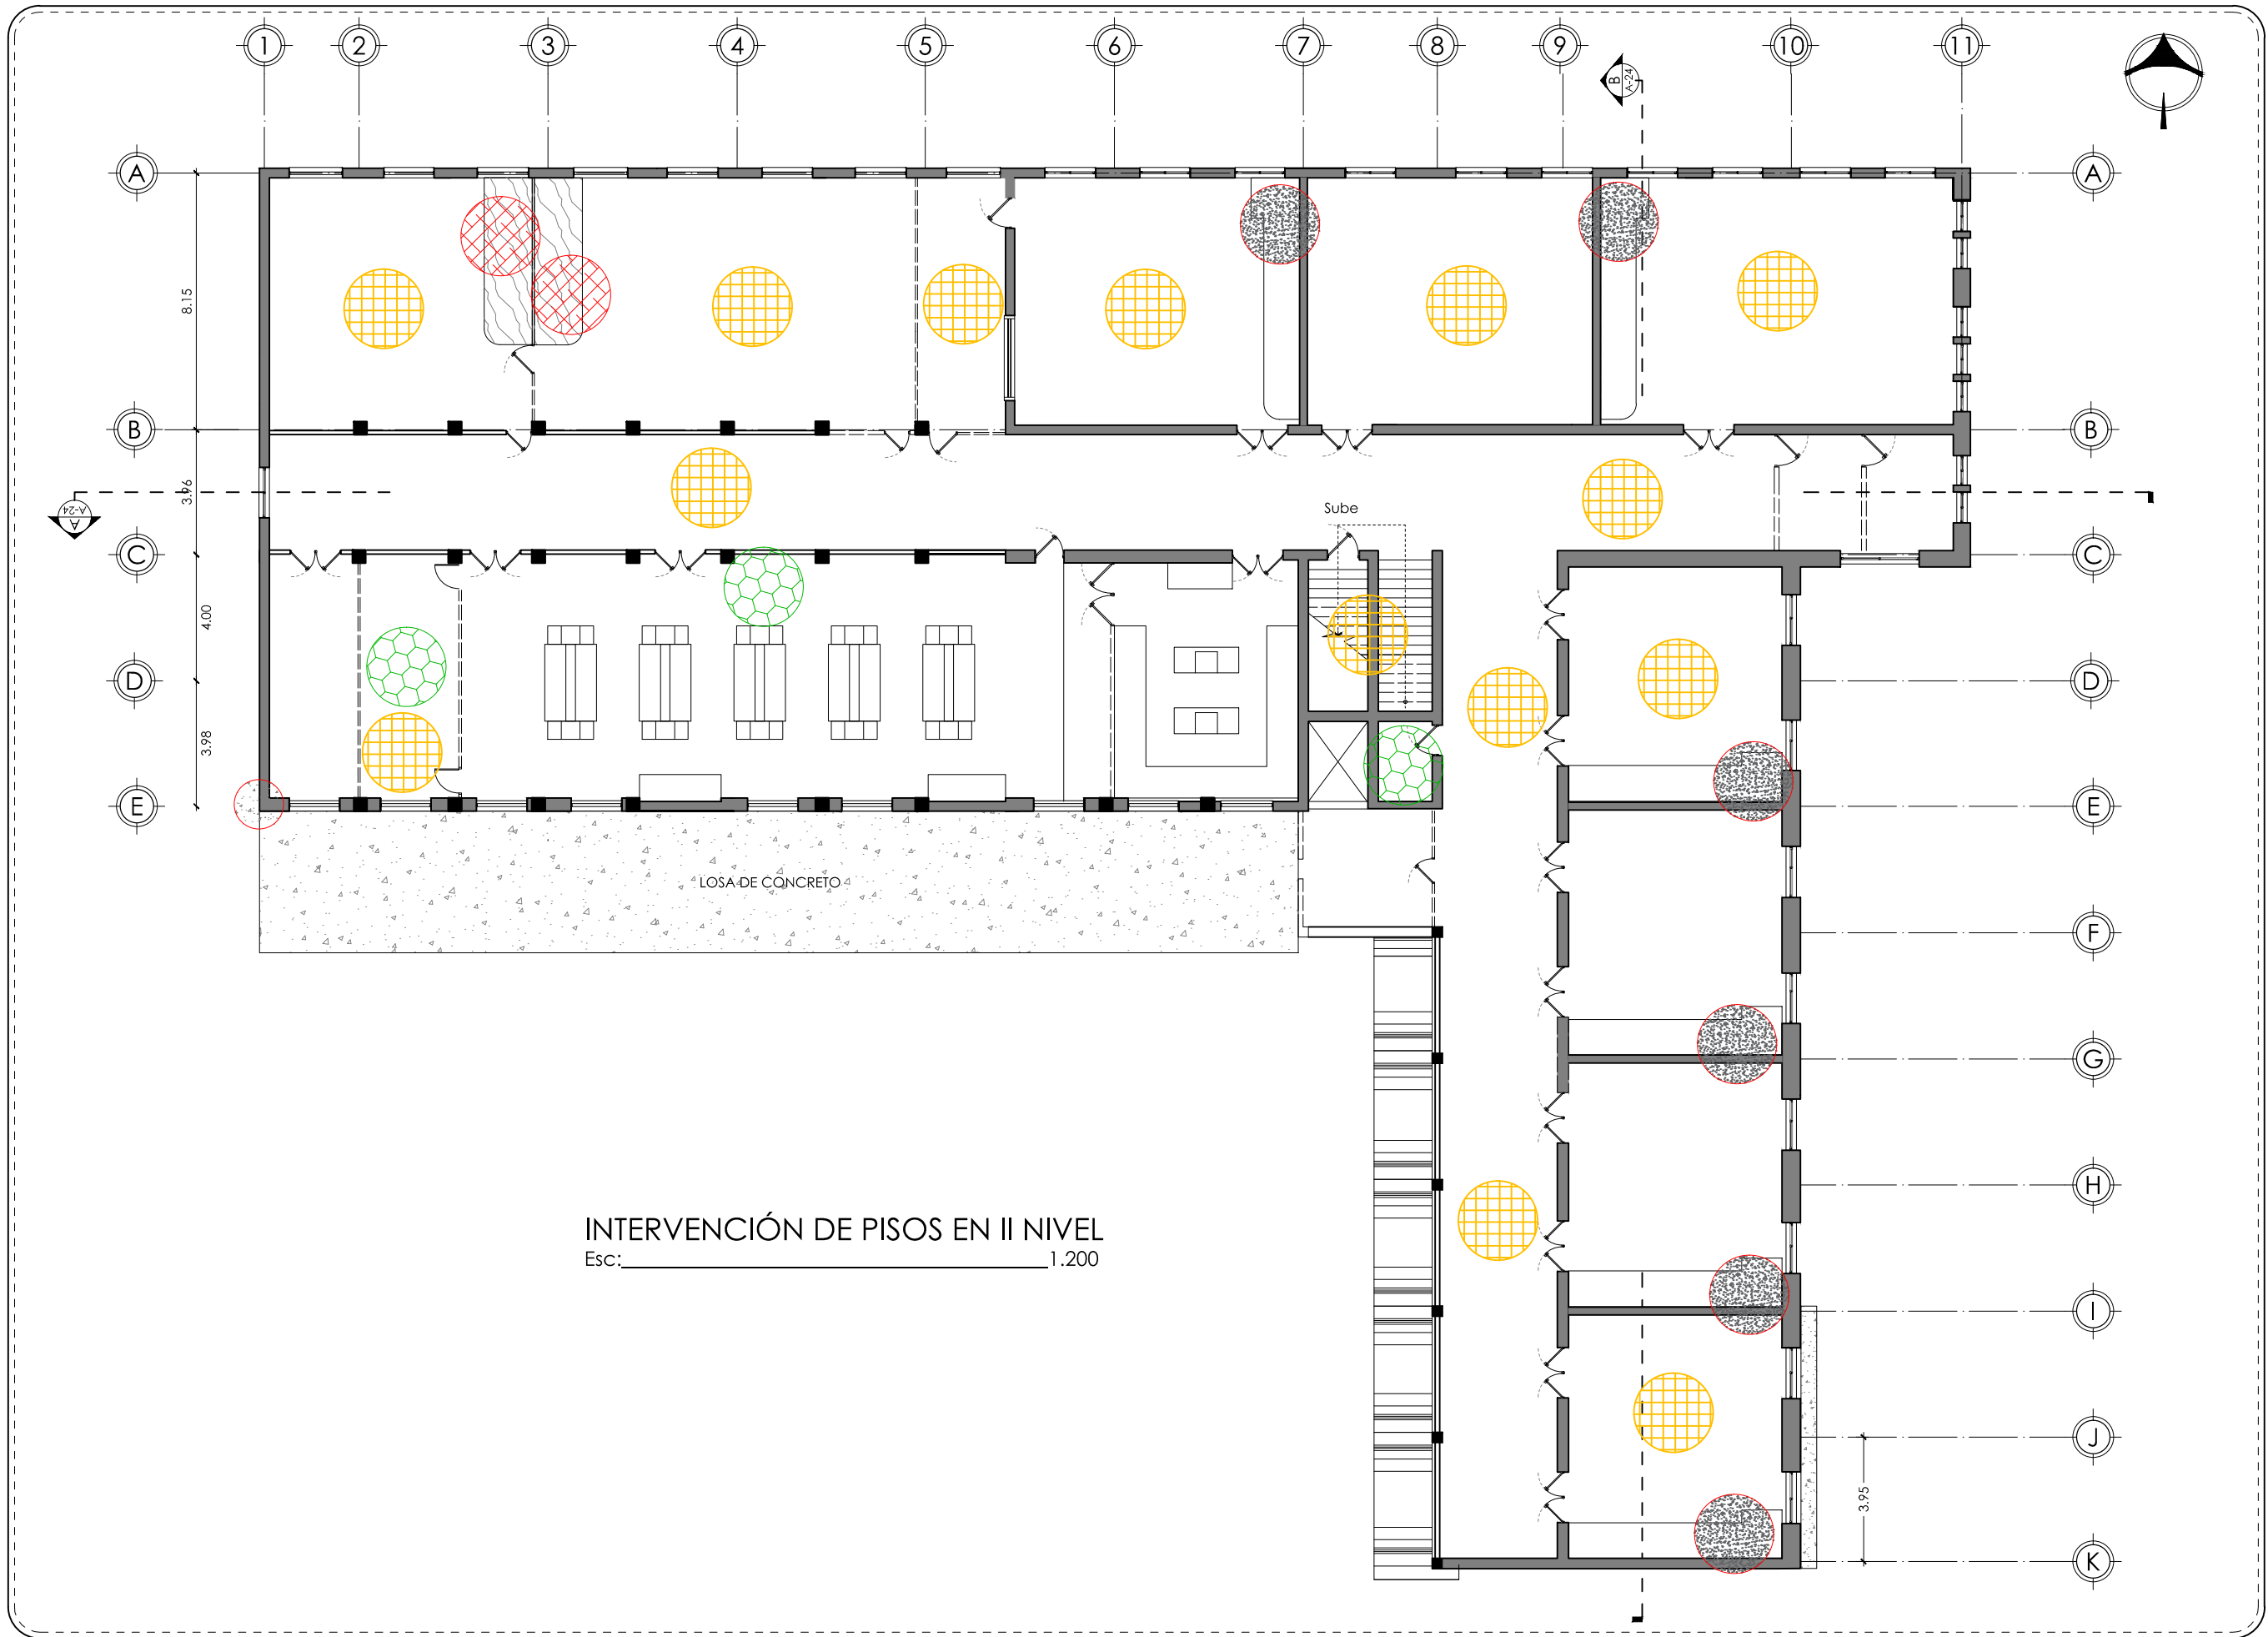 1 2 3 4 5 6 7 8 9 10 11
B
A-24
A A
8.15
B B
3.96
A
A-24
Sube
C C
4.00
D D
3.98
E E
LOSA DE CONCRETO
F
G
H
INTERVENCIÓN DE PISOS EN II NIVEL
Esc: 1.200
I
J
3.95
K